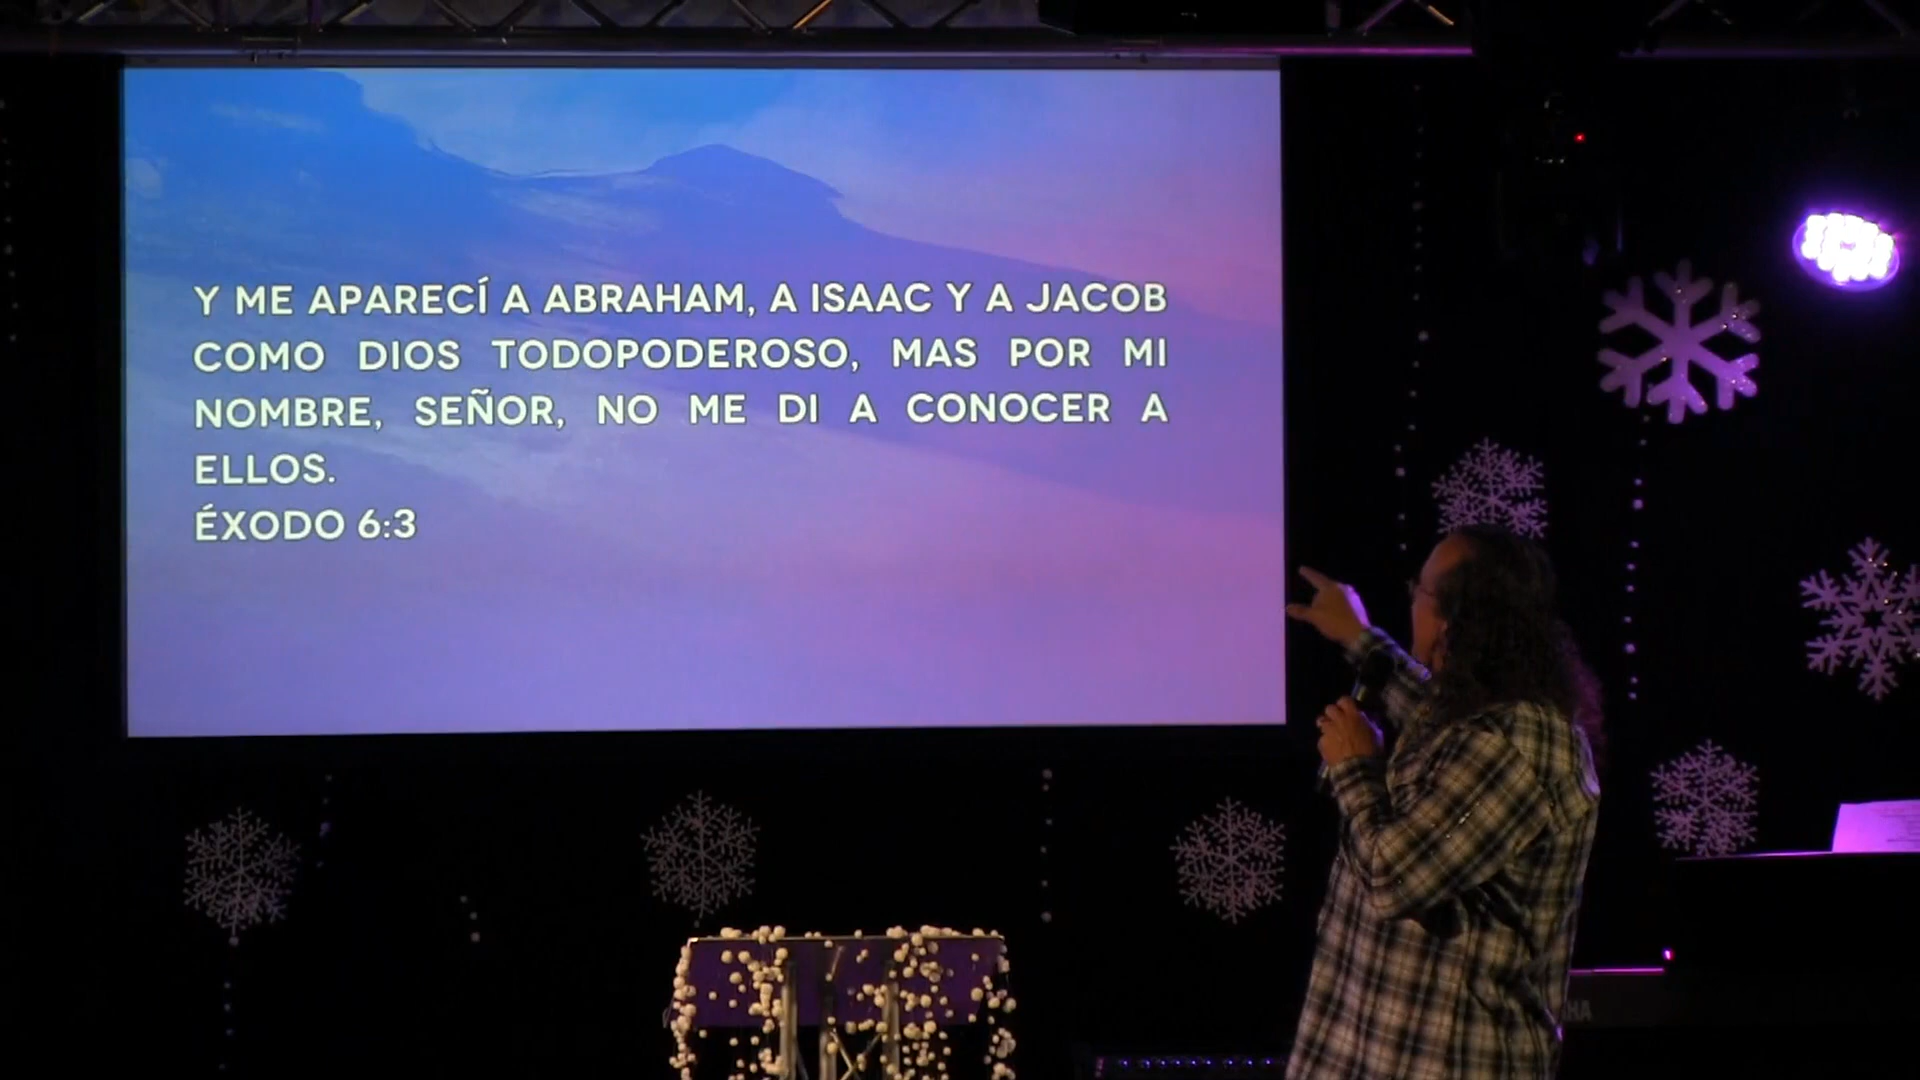 Y ME APARECÍ A ABRAHAM, A ISAAC Y A JACOB
COMO DIOS TODOPODEROSO, MAS POR MI
NOMBRE, SEÑOR, NO ME DI A CONOCER A
ELLOS.
ÉXODO 6:3